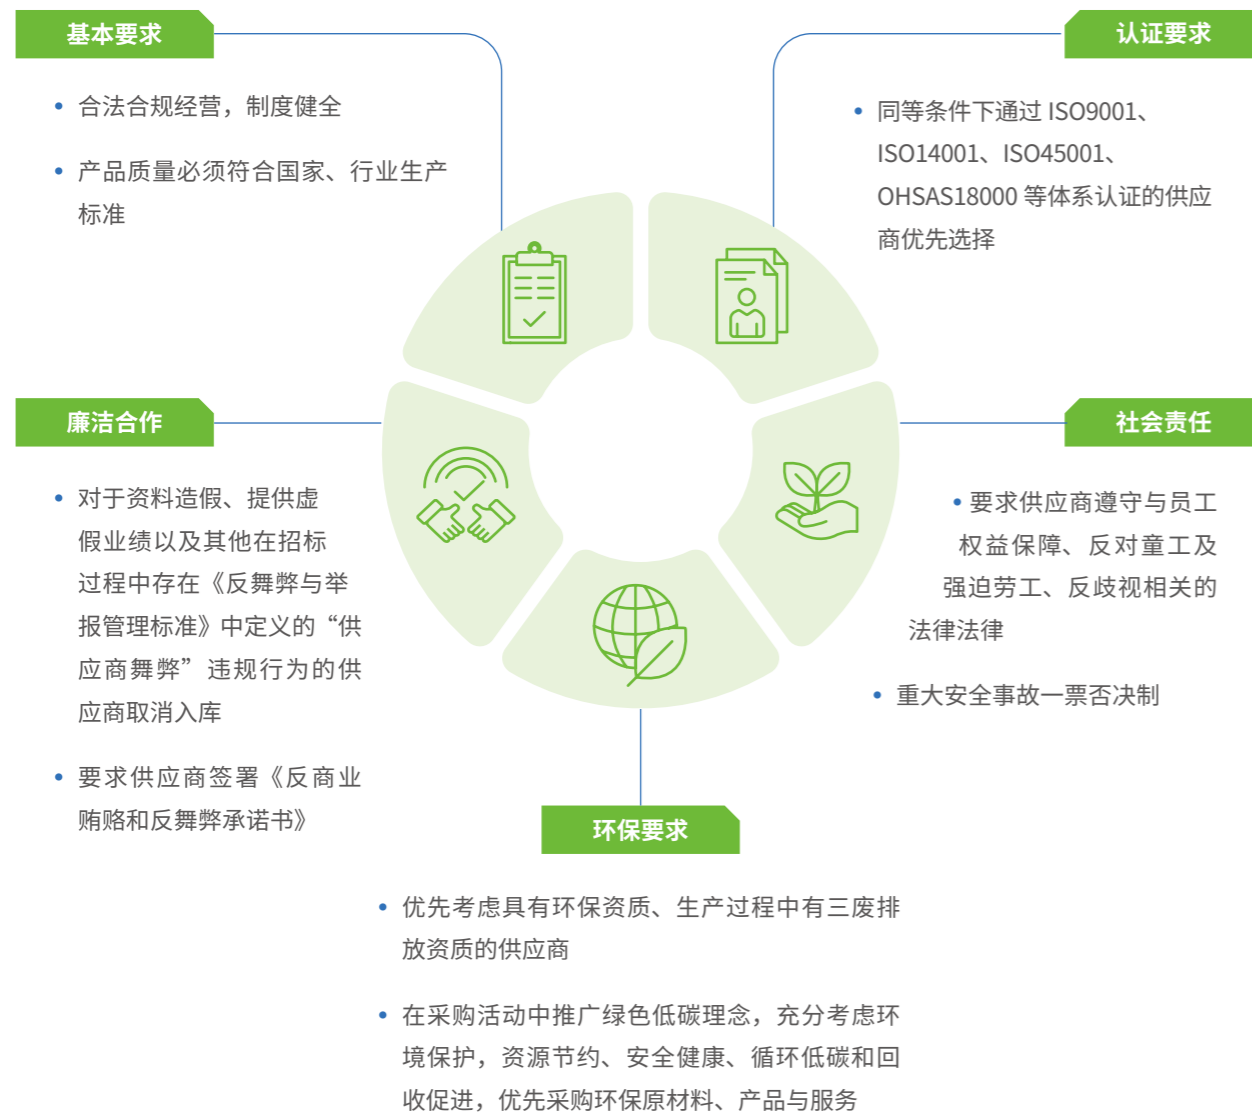 基本要求
合法合规经营，制度健全
产品质量必须符合国家、行业生产
标准
认证要求
同等条件下通过 ISO9001、
ISO14001、ISO45001、
OHSAS18000 等体系认证的供应
商优先选择
廉洁合作
对于资料造假、提供虚
假业绩以及其他在招标
过程中存在《反舞弊与举
报管理标准》中定义的“供
应商舞弊”违规行为的供
应商取消入库
要求供应商签署《反商业
贿赂和反舞弊承诺书》
社会责任
要求供应商遵守与员工
权益保障、反对童工及
强迫劳工、反歧视相关的
法律法律
重大安全事故一票否决制
环保要求
优先考虑具有环保资质、生产过程中有三废排
放资质的供应商
在采购活动中推广绿色低碳理念，充分考虑环
境保护，资源节约、安全健康、循环低碳和回
收促进，优先采购环保原材料、产品与服务